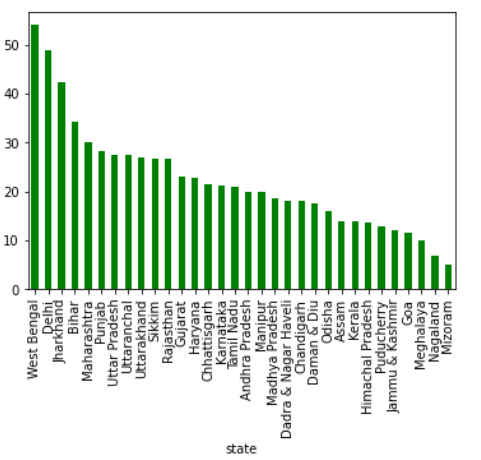 50
40
30
20
10
0
West Bengal
Delhi
Jharkhand
Bihar
Maharashtra
Punjab
Uttar Pradesh
Uttaranchal
Uttarakhand
Sikkim
Rajasthan
Gujarat
Haryana
Chhattisgarh
Karnataka
Tamil Nadu
Andhra Pradesh
Manipur
Madhya Pradesh
Dadra & Nagar Haveli
Chandigarh
Daman & Diu
Odisha
Assam
Kerala
Himachal Pradesh
Puducherry
Jammu & Kashmir
Goa
Meghalaya
Nagaland
Mizoram
state